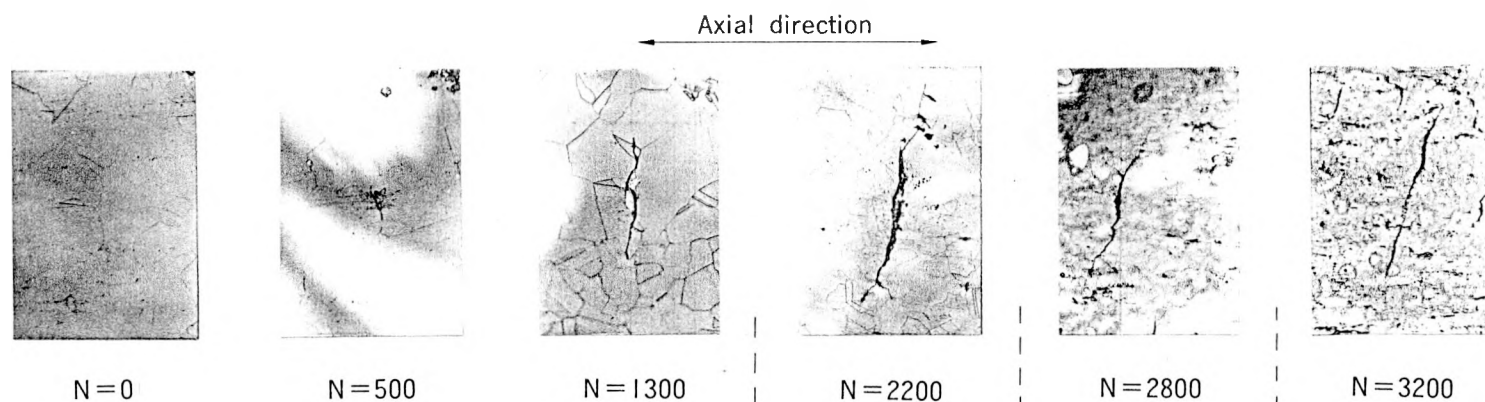 Axial direction
N=0
N=500
N=1300
N=2200
N=2800
N=3200